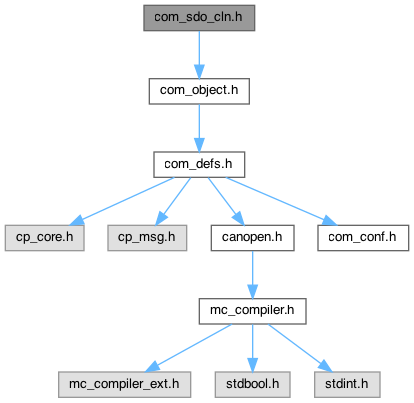 com_sdo_cln.h
com_object.h
com_defs.h
cp_core.h
cp_msg.h
canopen.h
com_conf.h
mc_compiler.h
mc_compiler_ext.h
stdbool.h
stdint.h